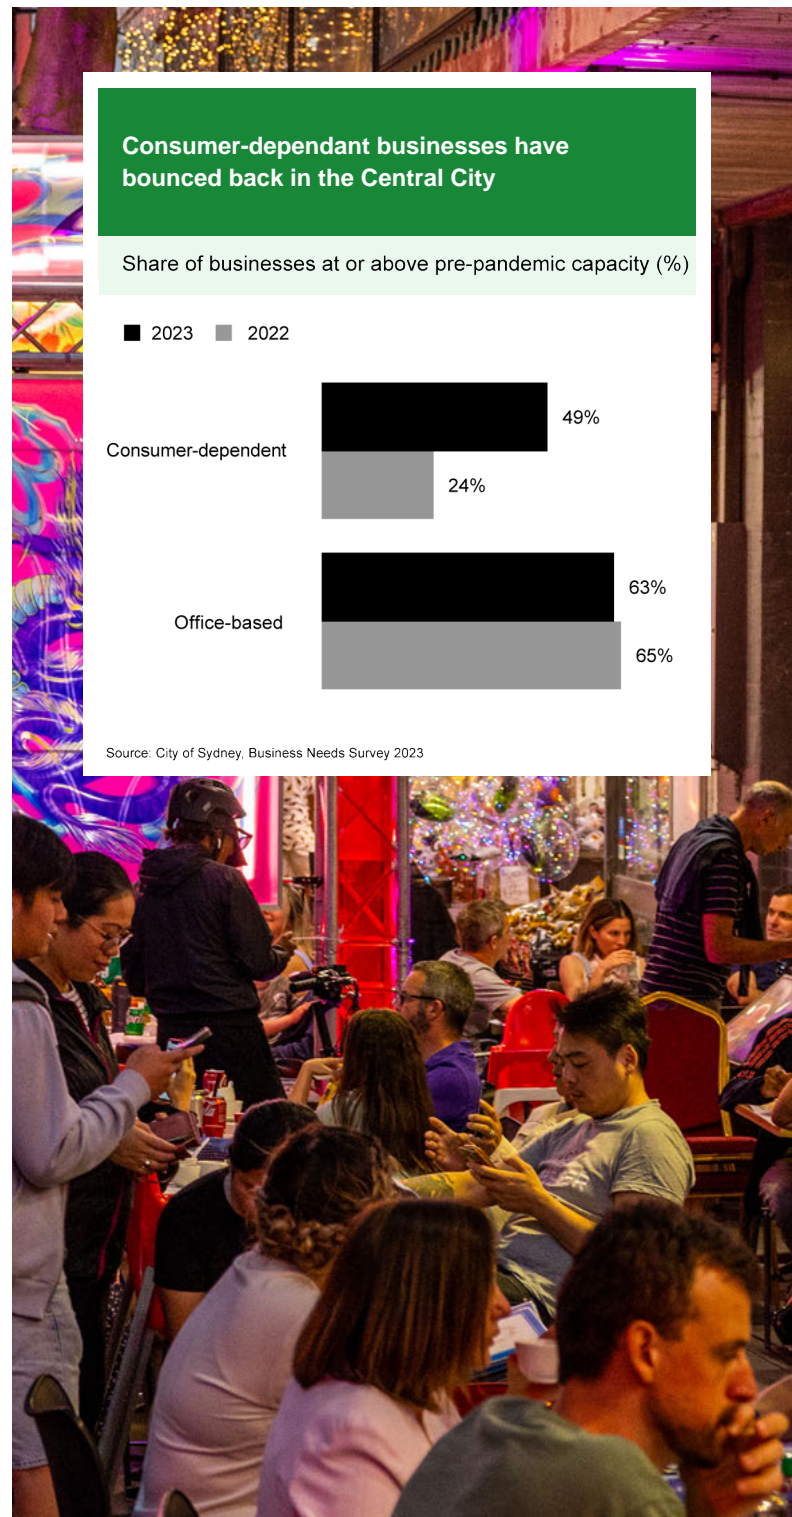 Consumer-dependant businesses have
bounced back in the Central City
Share of businesses at or above pre-pandemic capacity (%)
2023 2022
Consumer-dependent
49%
24%
Office-based
63%
65%
Source: City of Sydney, Business Needs Survey 2023